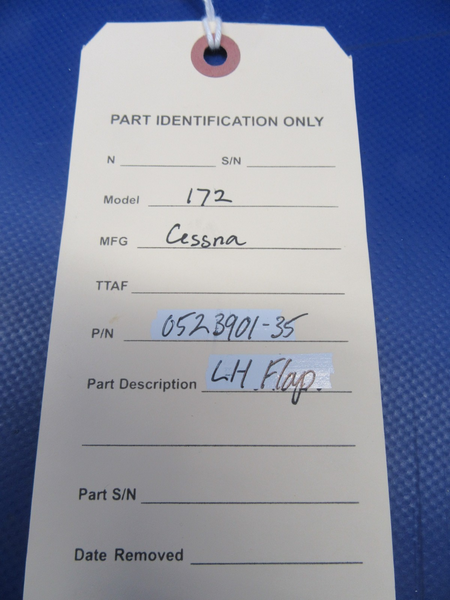 PART IDENTIFICATION ONLY
N S/N
Model 172
MFG Cessna
TTAF
P/N 0523901-35
Part Description LH Flap.
Part S/N
Date Removed